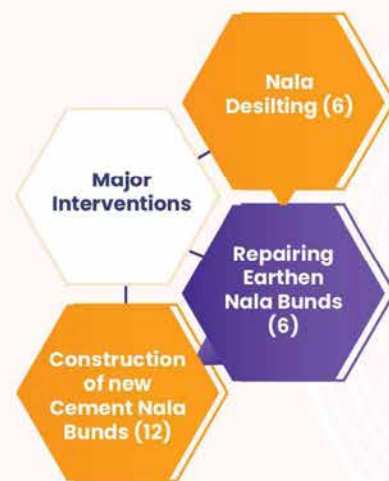 Nala
Desilting (6)
Major
Interventions
Repairing
Earthen
Nala Bunds
(6)
Construction
of new
Cement Nala
Bunds (12)